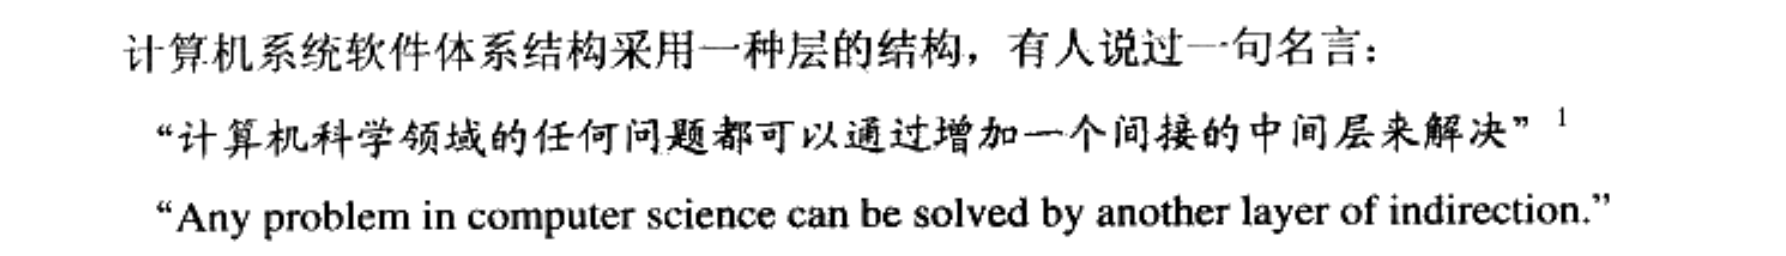 计算机系统软件体系结构采用一种层的结构，有人说过一句名言：
“计算机科学领域的任何问题都可以通过增加一个间接的中间层来解决” 1
“Any problem in computer science can be solved by another layer of indirection.”